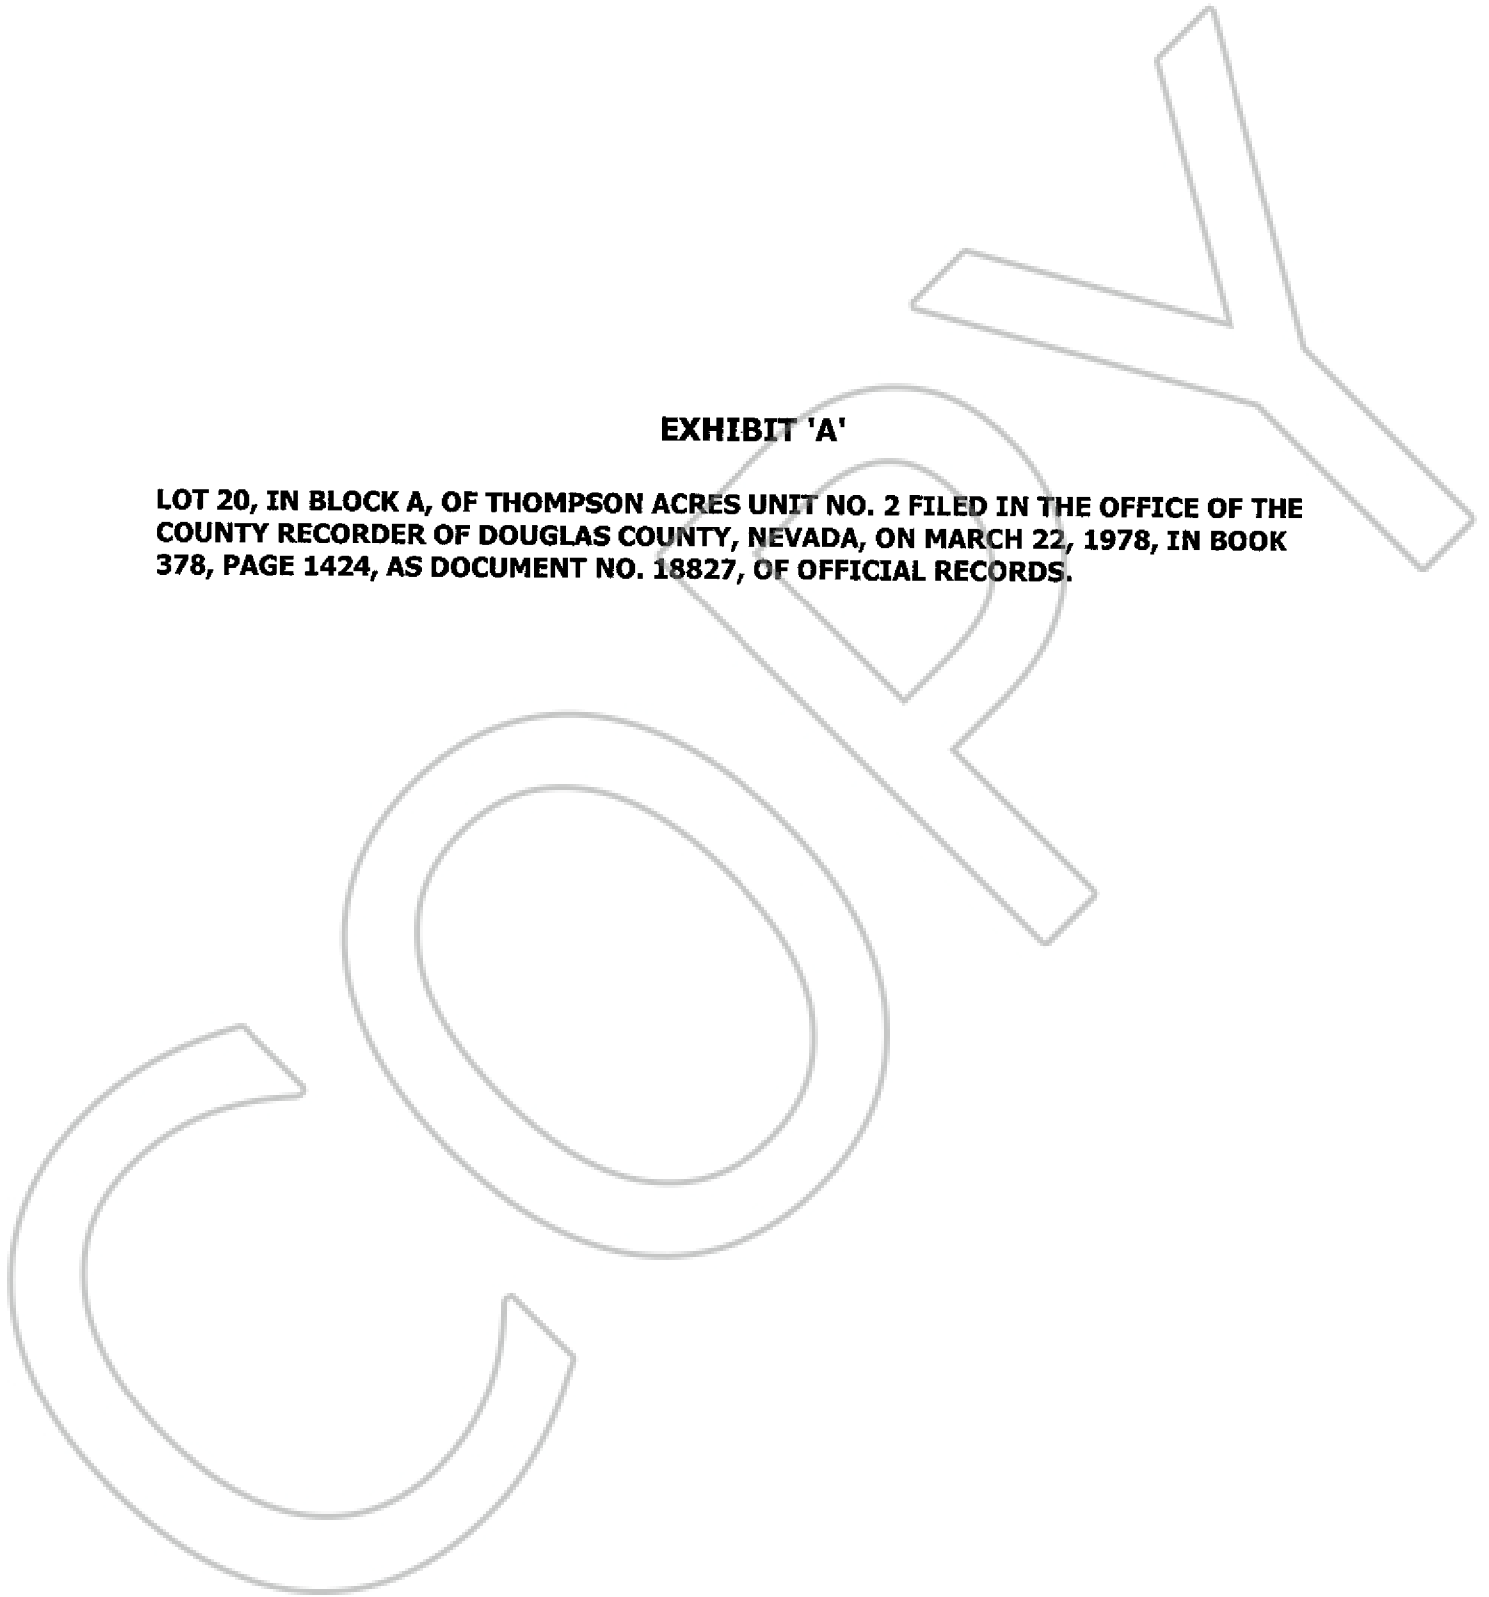 EXHIBIT 'A'
LOT 20, IN BLOCK A, OF THOMPSON ACRES UNIT NO. 2 FILED IN THE OFFICE OF THE
COUNTY RECORDER OF DOUGLAS COUNTY, NEVADA, ON MARCH 22, 1978, IN BOOK
378, PAGE 1424, AS DOCUMENT NO. 18827, OF OFFICIAL RECORDS.
COPY